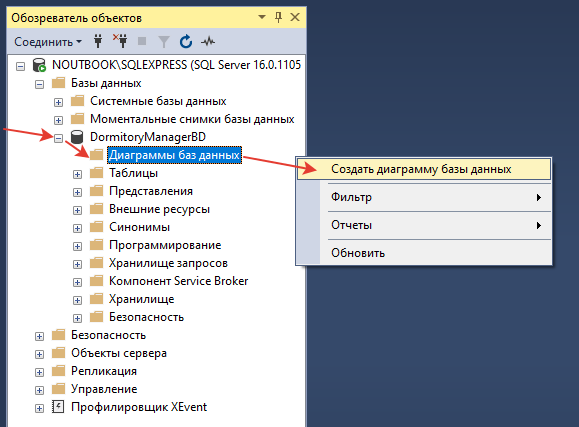 Обозреватель объектов
Соединить
NOUTBOOK\SQLEXPRESS (SQL Server 16.0.1105
Базы данных
Системные базы данных
Моментальные снимки базы данных
DormitoryManagerBD
Диаграммы баз данных
Создать диаграмму базы данных
Таблицы
Представления
Фильтр
Внешние ресурсы
Синонимы
Отчеты
Программирование
Обновить
Хранилище запросов
Компонент Service Broker
Хранилище
Безопасность
Безопасность
Объекты сервера
Репликация
Управление
Профилировщик XEvent